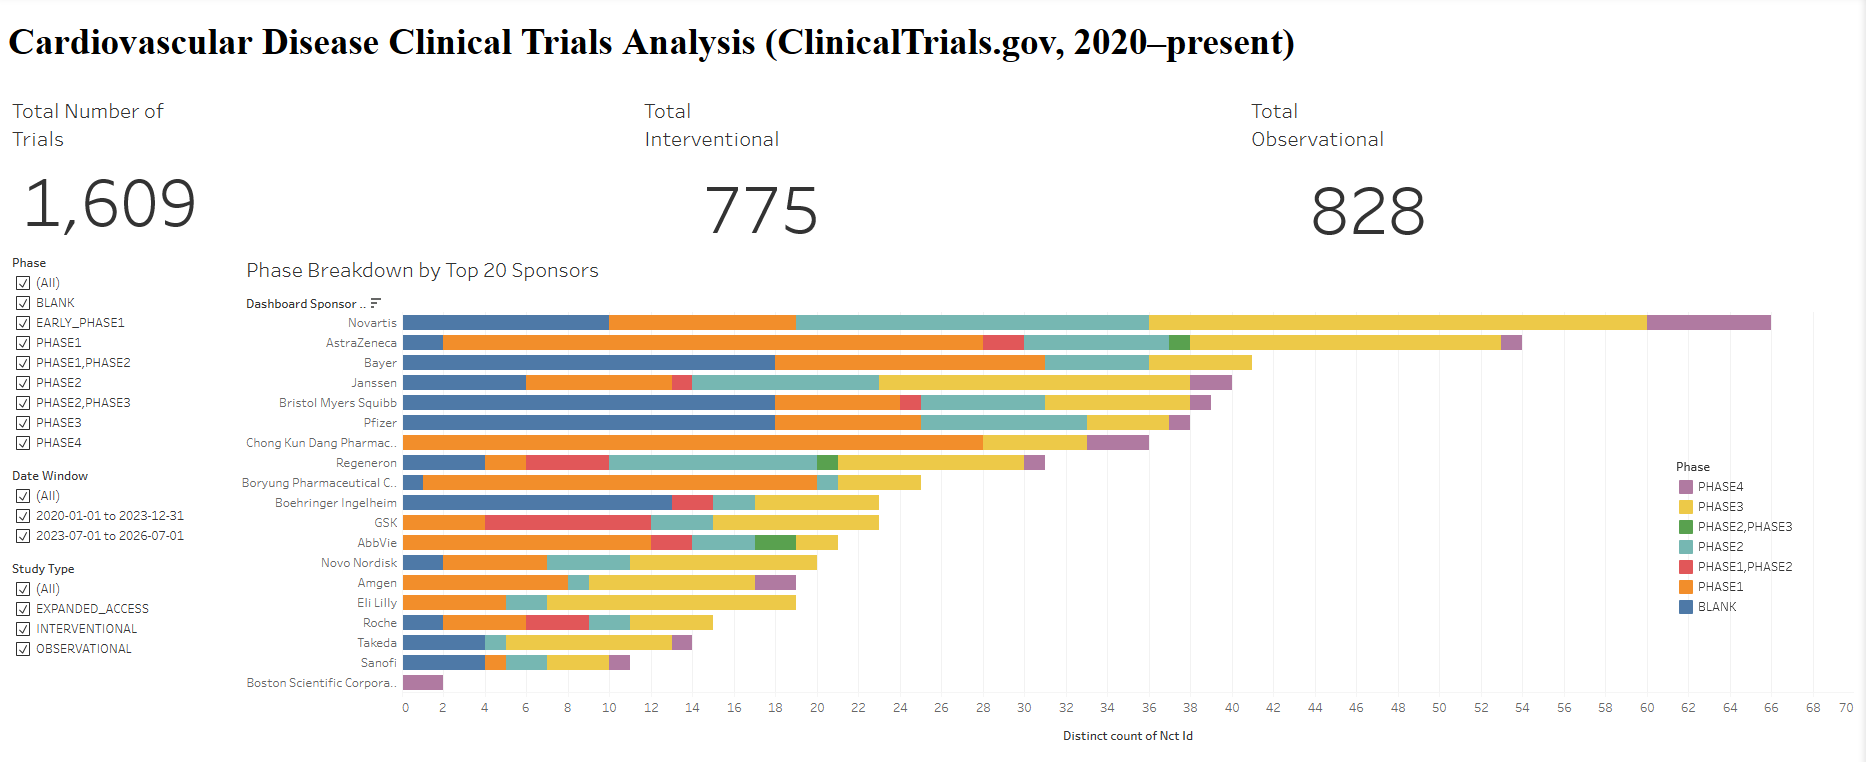 Cardiovascular Disease Clinical Trials Analysis (ClinicalTrials.gov, 2020–present)
Total Number of
Trials
1,609
Total
Interventional
775
Total
Observational
828
Phase
(All)
BLANK
EARLY_PHASE1
PHASE1
PHASE1,PHASE2
PHASE2
PHASE2,PHASE3
PHASE3
PHASE4
Date Window
(All)
2020-01-01 to 2023-12-31
2023-07-01 to 2026-07-01
Study Type
(All)
EXPANDED_ACCESS
INTERVENTIONAL
OBSERVATIONAL
Phase Breakdown by Top 20 Sponsors
Dashboard Sponsor ..
Novartis
AstraZeneca
Bayer
Janssen
Bristol Myers Squibb
Pfizer
Chong Kun Dang Pharmac..
Regeneron
Boryung Pharmaceutical C..
Boehringer Ingelheim
GSK
AbbVie
Novo Nordisk
Amgen
Eli Lilly
Roche
Takeda
Sanofi
Boston Scientific Corpora..
0 2 4 6 8 10 12 14 16 18 20 22 24 26 28 30 32 34 36 38 40 42 44 46 48 50 52 54 56 58 60 62 64 66 68 70
Distinct count of Nct Id
Phase
PHASE4
PHASE3
PHASE2,PHASE3
PHASE2
PHASE1,PHASE2
PHASE1
BLANK